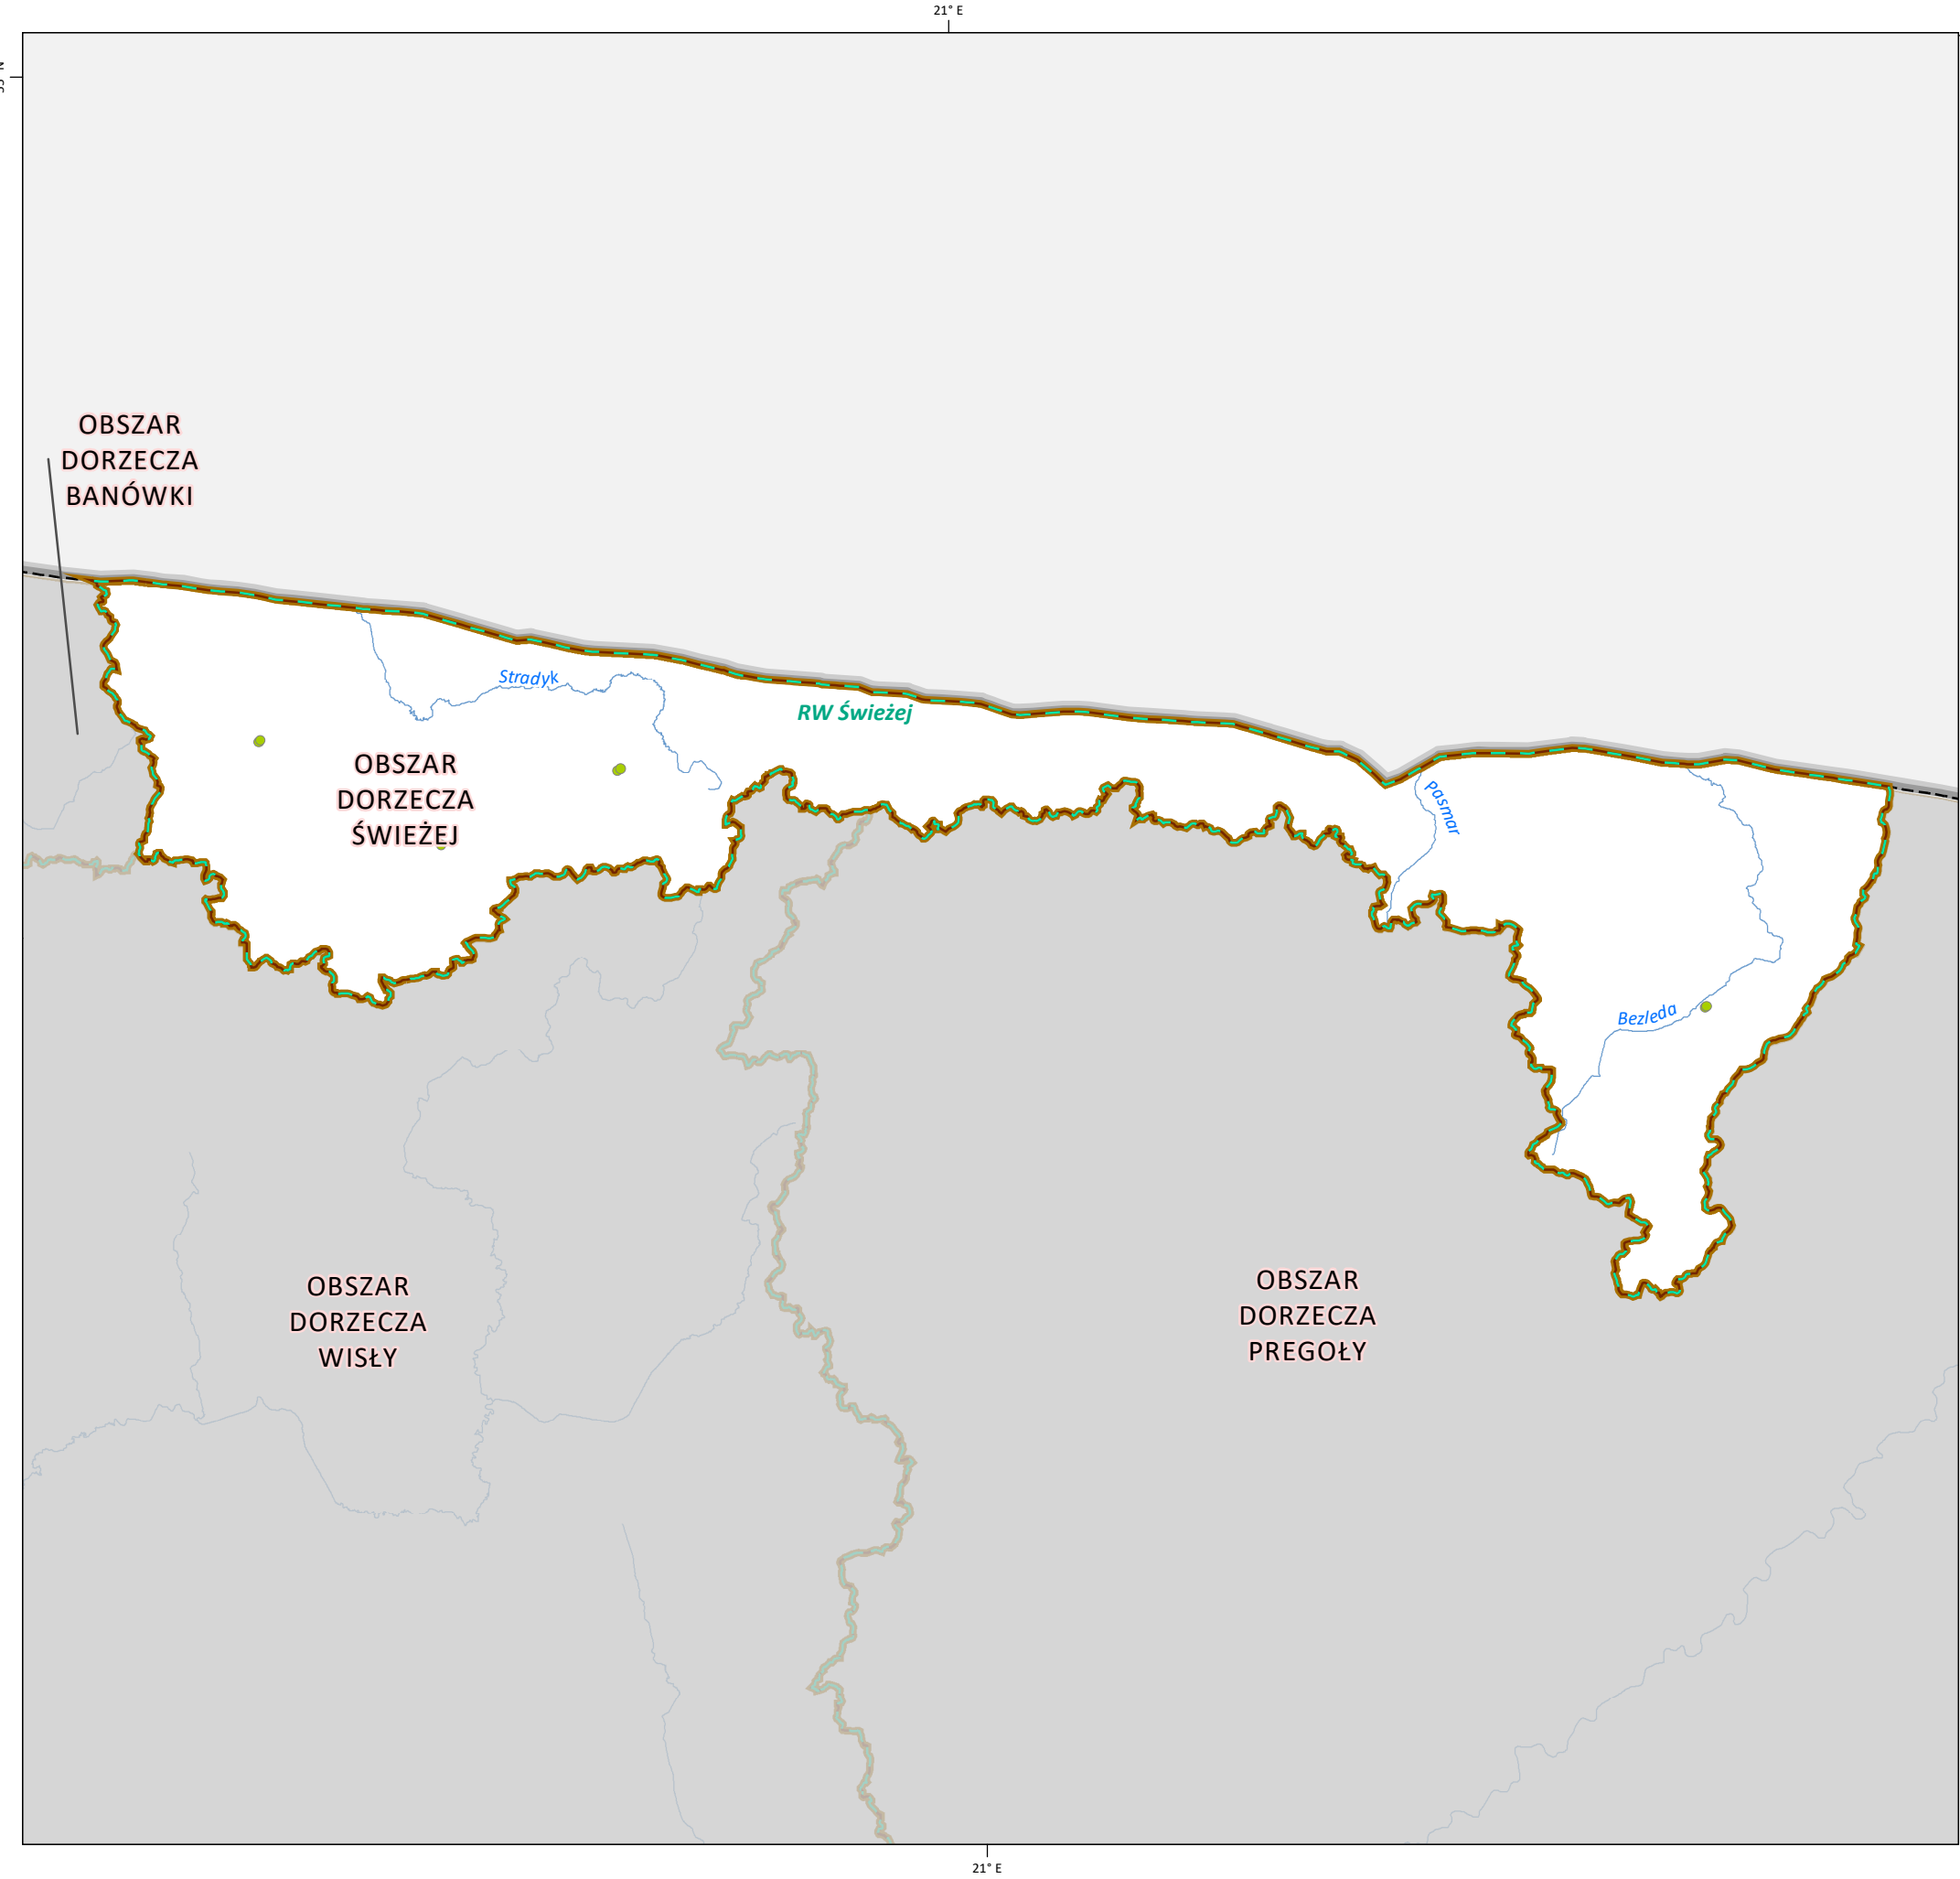 21° E
OBSZAR
DORZECZA
BANÓWKI
Stradyk
RW Świeżej
OBSZAR
DORZECZA
ŚWIEŻEJ
Pasmar
Bezleda
OBSZAR
DORZECZA
WISŁY
OBSZAR
DORZECZA
PREGOŁY
21° E